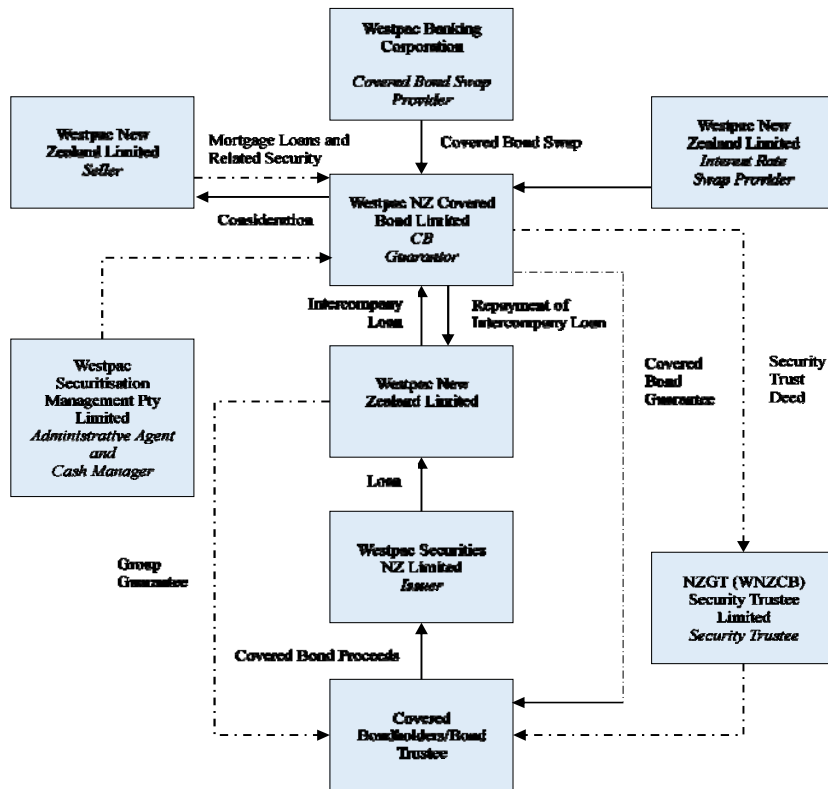 Westpac Banking
Corporation
Covered Bond Swap
Provider
Westpac New
Zealand Limited
Seller
Mortgage Loans and
Related Security
Covered Bond Swap
Westpac New
Zealand Limited
Interest Rate
Swap Provider
Consideration
Westpac NZ Covered
Bond Limited
CB
Guarantor
Intercompany
Loan
Repayment of
Intercompany Loan
Westpac
Securitisation
Management Pty
Limited
Administrative Agent
and
Cash Manager
Westpac New
Zealand Limited
Covered
Bond
Guarantee
Security
Trust
Deed
Loan
Group
Guarantee
Westpac Securities
NZ Limited
Issuer
NZGT (WNZCB)
Security Trustee
Limited
Security Trustee
Covered Bond Proceeds
Covered
Bondholders/Bond
Trustee